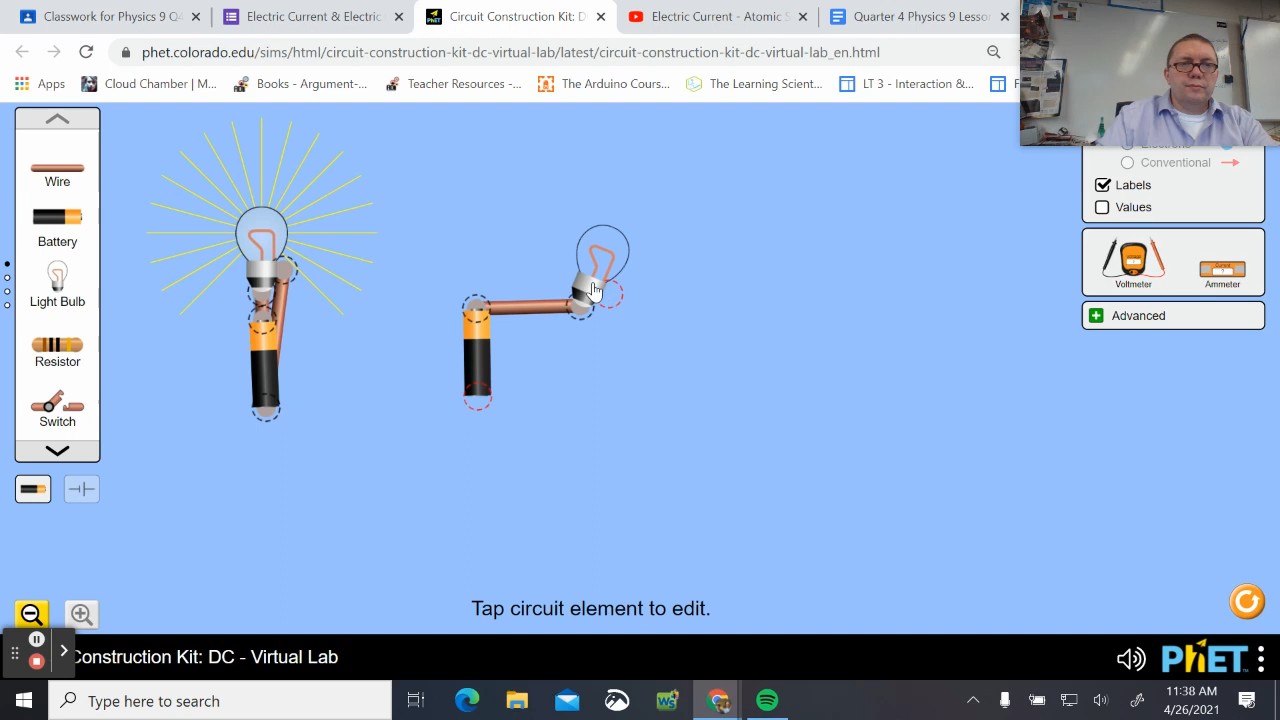 Classwork for Physics 9 Q4
Electric Current & Electric
Circuit Construction Kit: D
Electric Current - Atomic S
Quarter 4 Physics 9 Lesso
phet.colorado.edu/sims/html/circuit-construction-kit-dc-virtual-lab/latest/circuit-construction-kit-dc-virtual-lab_en.html
Apps
Cloud Chamber | M...
Books - Argument-...
Teacher Resources -...
The Arduino Cours...
The Learning Scient...
LT 3 - Interaction &...
F
Wire
Battery
Light Bulb
Resistor
Switch
Conventional
Labels
Values
Voltmeter
Current
Ammeter
Advanced
Tap circuit element to edit.
Construction Kit: DC - Virtual Lab
PhET
Type here to search
11:38 AM
4/26/2021